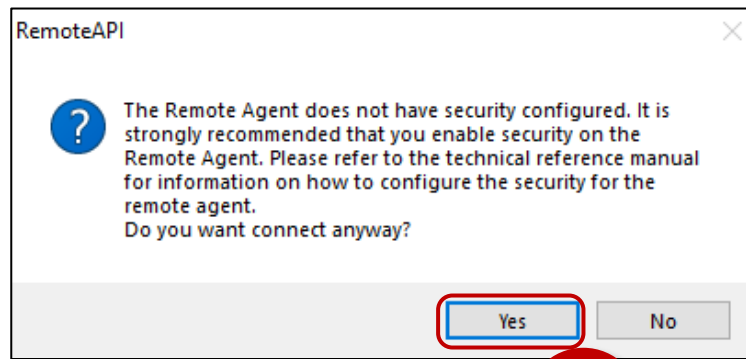 RemoteAPI
?
The Remote Agent does not have security configured. It is
strongly recommended that you enable security on the
Remote Agent. Please refer to the technical reference manual
for information on how to configure the security for the
remote agent.
Do you want connect anyway?
Yes No